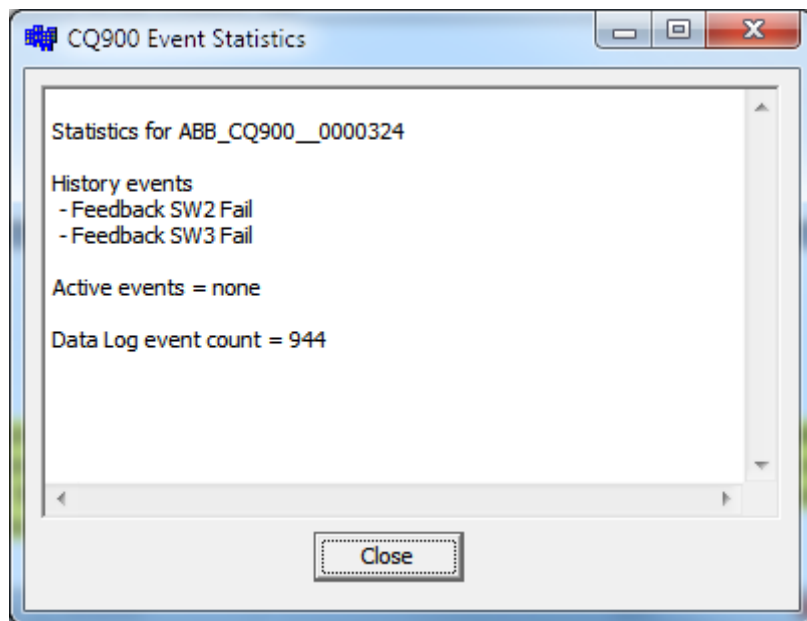 CQ900 Event Statistics
Statistics for ABB_CQ900__0000324
History events
- Feedback SW2 Fail
- Feedback SW3 Fail
Active events = none
Data Log event count = 944
Close